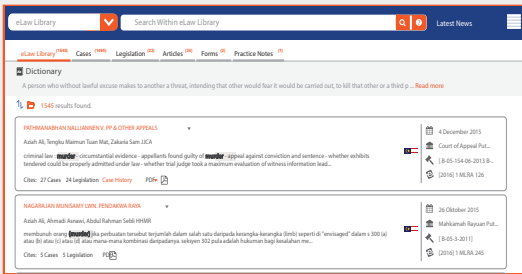 eLaw Library
Search Within eLaw Library
Latest News
eLaw Library (1545) Cases Legislation (23) Articles Forms Practice Notes (1)
Dictionary
A person who without lawful excuse makes to another a threat, intending that other would fear it would be carried out, to kill that other or a third p ... Read more
1545 results found.
PATHMANABHAN NALLIANNEN V. PP & OTHER APPEALS
Aziah Ali, Tengku Maimun Tuan Mat, Zakaria Sam JJCA
criminal law : murder - circumstantial evidence - appellants found guilty of murder - appeal against conviction and sentence - whether exhibits
tendered could be properly admitted under law - whether trial judge took a maximum evaluation of witness information lead...
Cites: 27 Cases 24 Legislation Case History PDF
4 December 2015
Court of Appeal Put...
[ B-05-154-06-2013 B...
[2016] 1 MLRA 126
NAGARAJAN MUNISAMY LWN. PENDAKWA RAYA
Aziah Ali, Ahmadi Asnawi, Abdul Rahman Sebli HHMR
membunuh orang (murder) jika perbuatan tersebut terjumlah dalam salah satu daripada kerangka-kerangka (limb) seperti di "envisaged" dalam s 300 (a)
atau (b) atau (c) atau (d) atau mana-mana kombinasi daripadanya. seksyen 302 pula adalah hukuman bagi kesalahan me...
Cites: 5 Cases 5 Legislation PDF
26 Oktober 2015
Mahkamah Rayuan Put...
[ B-05-3-2011]
[2016] 1 MLRA 245